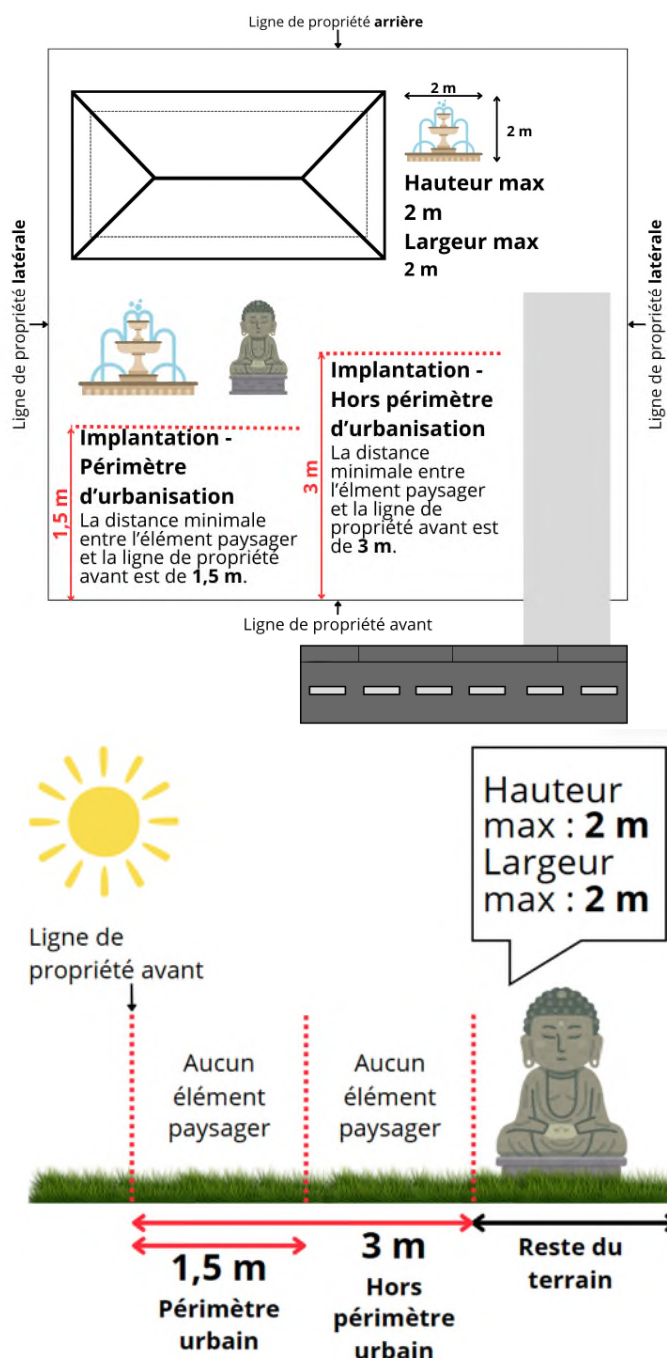 Ligne de propriété arrière
2 m
2 m
Hauteur max
2 m
Largeur max
2 m
Ligne de propriété latérale
Ligne de propriété latérale
Implantation -
Hors périmètre
d'urbanisation
La distance
minimale entre
l'élment paysager
et la ligne de
propriété avant est
de 3 m.
3 m
Implantation -
Périmètre
d'urbanisation
La distance minimale
entre l'élément paysager
et la ligne de propriété
avant est de 1,5 m.
1,5 m
Ligne de propriété avant
Hauteur
max : 2 m
Largeur
max : 2 m
Ligne de
propriété avant
Aucun
élément
paysager
Aucun
élément
paysager
1,5 m
Périmètre
urbain
3 m
Hors
périmètre
urbain
Reste du
terrain